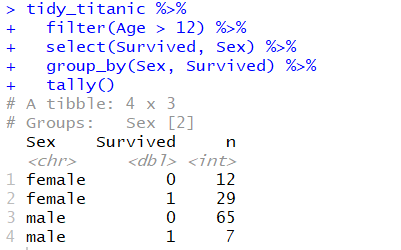 > tidy_titanic %>%
+   filter(Age > 12) %>%
+   select(Survived, Sex) %>%
+   group_by(Sex, Survived) %>%
+   tally()
# A tibble: 4 x 3
# Groups:   Sex [2]
  Sex    Survived     n
  <chr>     <dbl> <int>
1 female        0    12
2 female        1    29
3 male          0    65
4 male          1     7